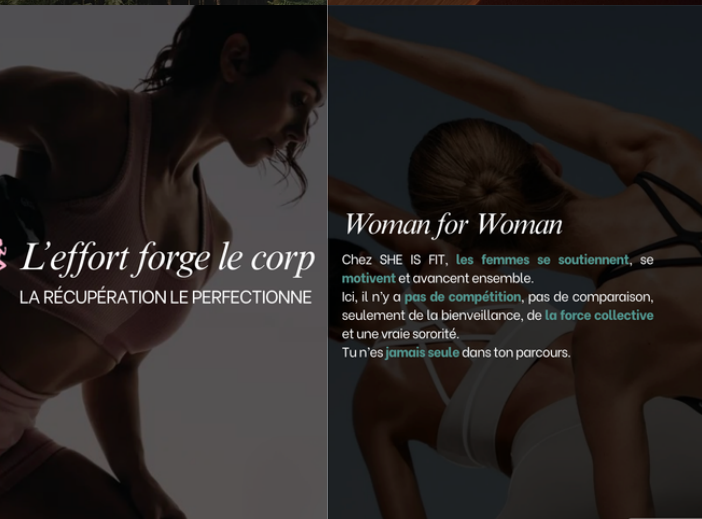 L'effort forge le corp
LA RÉCUPÉRATION LE PERFECTIONNE
Woman for Woman
Chez SHE IS FIT, les femmes se soutiennent, se
motivent et avancent ensemble.
Ici, il n'y a pas de compétition, pas de comparaison,
seulement de la bienveillance, de la force collective
et une vraie sororité.
Tu n'es jamais seule dans ton parcours.